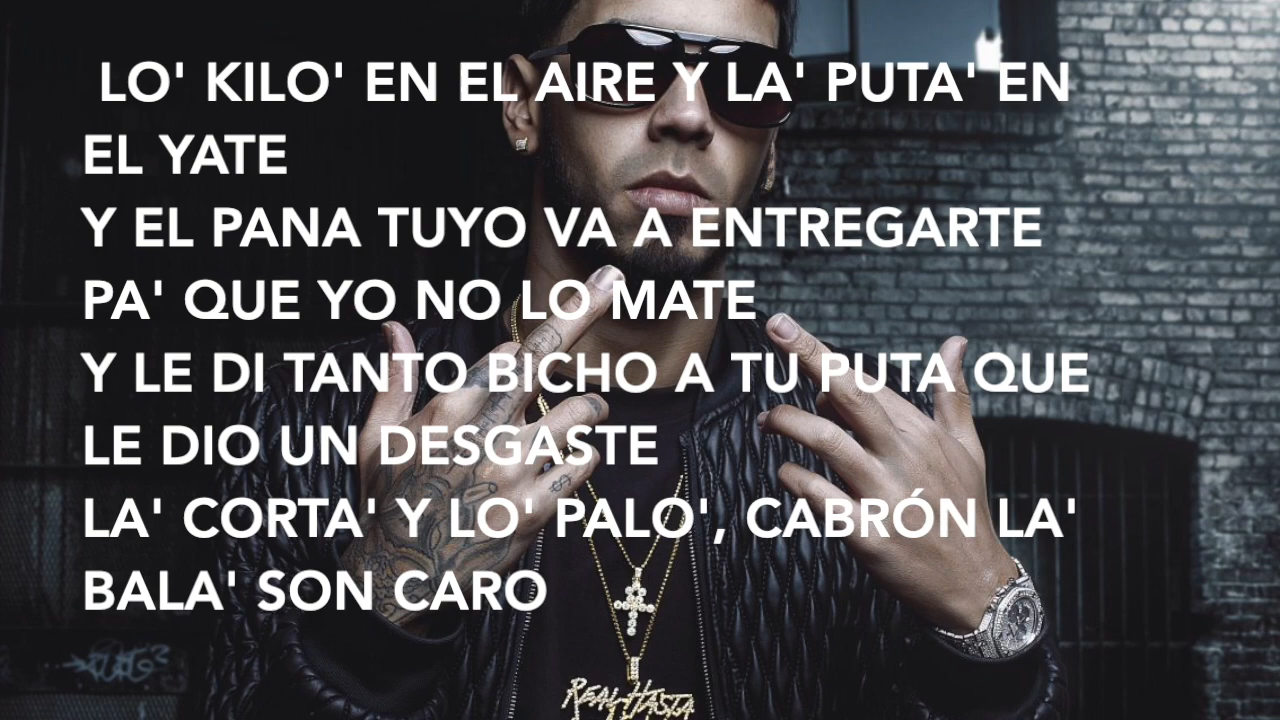 LO' KILO' EN EL AIRE Y LA' PUTA' EN
EL YATE
Y EL PANA TUYO VA A ENTREGARTE
PA' QUE YO NO LO MATE
Y LE DI TANTO BICHO A TU PUTA QUE
LE DIO UN DESGASTE
LA' CORTA' Y LO' PALO', CABRÓN LA'
BALA' SON CARO
REAL HASTA